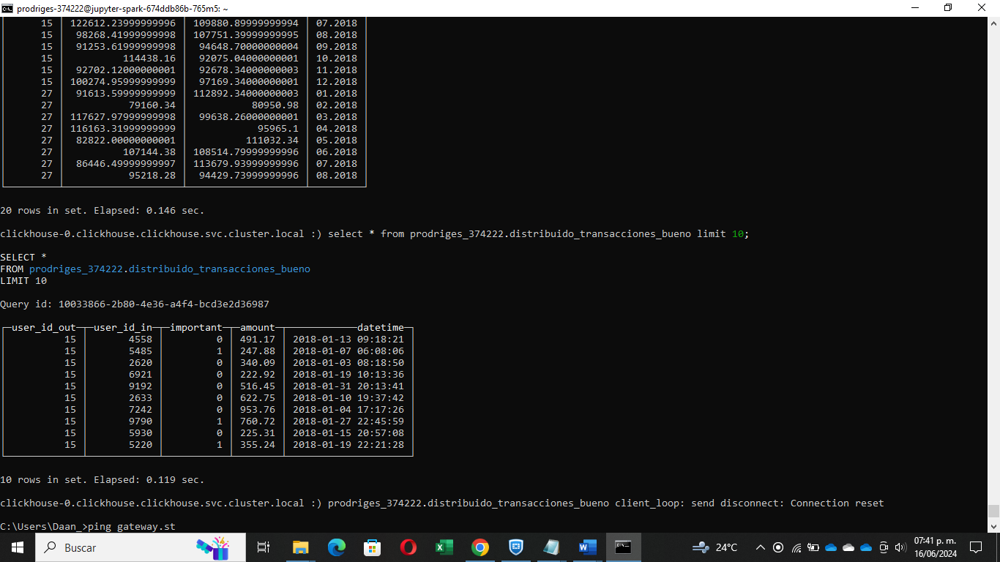 prodriges-374222@jupyter-spark-674ddb86b-765m5: ~
15 122612.23999999996 109880.89999999994 07.2018
15 98268.41999999998 107751.39999999995 08.2018
15 91253.61999999998 94648.70000000004 09.2018
15 114438.16 92075.04000000001 10.2018
15 92702.12000000001 92678.34000000003 11.2018
15 100274.95999999999 97169.34000000001 12.2018
27 91613.59999999999 112892.34000000003 01.2018
27 79160.34 80950.98 02.2018
27 117627.97999999998 99638.26000000001 03.2018
27 116163.31999999999 95965.1 04.2018
27 82822.00000000001 111032.34 05.2018
27 107144.38 108514.79999999996 06.2018
27 86446.49999999997 113679.93999999996 07.2018
27 95218.28 94429.73999999996 08.2018
20 rows in set. Elapsed: 0.146 sec.
clickhouse-0.clickhouse.clickhouse.svc.cluster.local :) select * from prodriges_374222.distribuido_transacciones_bueno limit 10;
SELECT *
FROM prodriges_374222.distribuido_transacciones_bueno
LIMIT 10
Query id: 10033866-2b80-4e36-a4f4-bcd3e2d36987
user_id_out user_id_in important amount datetime
15 4558 0 491.17 2018-01-13 09:18:21
15 5485 1 247.88 2018-01-07 06:08:06
15 2620 0 340.09 2018-01-03 08:18:50
15 6921 0 222.92 2018-01-19 10:13:36
15 9192 0 516.45 2018-01-31 20:13:41
15 2633 0 622.75 2018-01-10 19:37:42
15 7242 0 953.76 2018-01-04 17:17:26
15 9790 1 760.72 2018-01-27 22:45:59
15 5930 0 225.31 2018-01-15 20:57:08
15 5220 1 355.24 2018-01-19 22:21:28
10 rows in set. Elapsed: 0.119 sec.
clickhouse-0.clickhouse.clickhouse.svc.cluster.local :) prodriges_374222.distribuido_transacciones_bueno client_loop: send disconnect: Connection reset
C:\Users\Daan_>ping gateway.st
Buscar
24°C
07:41 p. m.
16/06/2024